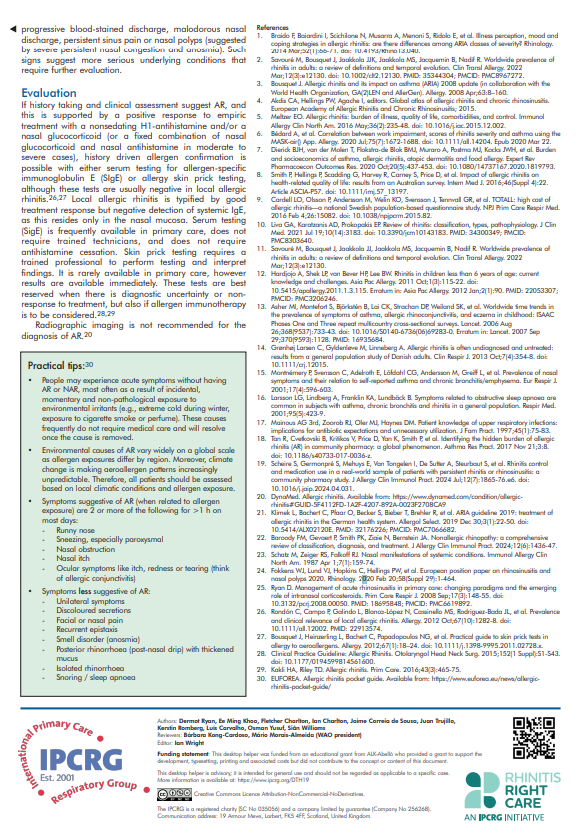 ◀ progressive blood-stained discharge, malodorous nasal
discharge, persistent sinus pain or nasal polyps (suggested
by severe persistent nasal congestion and anosmia). Such
signs suggest more serious underlying conditions that
require further evaluation.
Evaluation
If history taking and clinical assessment suggest AR, and
this is supported by a positive response to empiric
treatment with a nonsedating H1-antihistamine and/or a
nasal glucocorticoid (or a fixed combination of nasal
glucocorticoid and nasal antihistamine in more
severe cases), history driven allergen confirmation is
possible with either serum testing for allergen-specific
immunoglobulin E (SIgE) or allergy skin prick testing,
although these tests are usually negative in local allergic
rhinitis.26,27 Local allergic rhinitis is typified by good
treatment response but negative detection of systemic IgE,
as this resides only in the nasal mucosa. Serum testing
(SigE) is frequently available in primary care, does not
require trained technicians, and does not require
antihistamine cessation. Skin prick testing requires a
trained professional to perform testing and interpret
findings. It is rarely available in primary care, however
results are available immediately. These tests are best
reserved when there is diagnostic uncertainty or non-
response to treatment, but also if allergen immunotherapy
is to be considered.28,29
Radiographic imaging is not recommended for the
diagnosis of AR.20
Practical tips:30
• People may experience acute symptoms without having
AR or NAR, most often as a result of incidental,
momentary and non-pathological exposure to
environmental irritants (e.g., extreme cold during winter,
exposure to cigarette smoke or perfume). These causes
frequently do not require medical care and will resolve
once the cause is removed.
• Environmental causes of AR vary widely on a global scale
as allergen exposures differ by region. Moreover, climate
change is making aeroallergen patterns increasingly
unpredictable. Therefore, all patients should be assessed
based on local climatic conditions and allergen exposure.
• Symptoms suggestive of AR (when related to allergen
exposure) are 2 or more of the following for >1 h on
most days:
- Runny nose
- Sneezing, especially paroxysmal
- Nasal obstruction
- Nasal itch
- Ocular symptoms like itch, redness or tearing (think
of allergic conjunctivitis)
• Symptoms less suggestive of AR:
- Unilateral symptoms
- Discoloured secretions
- Facial or nasal pain
- Recurrent epistaxis
- Smell disorder (anosmia)
- Posterior rhinorrhoea (post-nasal drip) with thickened
mucus
- Isolated rhinorrhoea
- Snoring / sleep apnoea
References
1. Braido F, Baiardini I, Scichilone N, Musarra A, Menoni S, Ridolo E, et al. Illness perception, mood and
coping strategies in allergic rhinitis: are there differences among ARIA classes of severity? Rhinology.
2014 Mar;52(1):66-71. doi: 10.4193/Rhino13.040.
2. Savouré M, Bousquet J, Jaakkola JJK, Jaakkola MS, Jacquemin B, Nadif R. Worldwide prevalence of
rhinitis in adults: a review of definitions and temporal evolution. Clin Transl Allergy. 2022
Mar;12(3):e12130. doi: 10.1002/clt2.12130. PMID: 35344304; PMCID: PMC8967272.
3. Bousquet J. Allergic rhinitis and its impact on asthma (ARIA) 2008 update (in collaboration with the
World Health Organization, GA(2)LEN and AllerGen). Allergy. 2008 Apr;63:8–160.
4. Akdis CA, Hellings PW, Agache I, editors. Global atlas of allergic rhinitis and chronic rhinosinusitis.
European Academy of Allergic Rhinitis and Chronic Rhinosinusitis; 2015.
5. Meltzer EO. Allergic rhinitis: burden of illness, quality of life, comorbidities, and control. Immunol
Allergy Clin North Am. 2016 May;36(2):235-48. doi: 10.1016/j.iac.2015.12.002.
6. Bédard A, et al. Correlation between work impairment, scores of rhinitis severity and asthma using the
MASK-air() App. Allergy. 2020 Jul;75(7):1672-1688. doi: 10.1111/all.14204. Epub 2020 Mar 22.
7. Dierick BJH, van der Molen T, Flokstra-de Blok BMJ, Muraro A, Postma MJ, Kocks JWH, et al. Burden
and socioeconomics of asthma, allergic rhinitis, atopic dermatitis and food allergy. Expert Rev
Pharmacoecon Outcomes Res. 2020 Oct;20(5):437-453. doi: 10.1080/14737167.2020.1819793.
8. Smith P, Hellings P, Scadding G, Harvey R, Carney S, Price D, et al. Impact of allergic rhinitis on
health-related quality of life: results from an Australian survey. Intern Med J. 2016;46(Suppl 4):22.
Article ASCIA-P57. doi: 10.1111/imj.57_13197.
9. Cardell LO, Olsson P, Andersson M, Welin KO, Svensson J, Tennvall GR, et al. TOTALL: high cost of
allergic rhinitis—a national Swedish population-based questionnaire study. NPJ Prim Care Respir Med.
2016 Feb 4;26:15082. doi: 10.1038/npjpcrm.2015.82.
10. Liva GA, Karatzanis AD, Prokopakis EP. Review of rhinitis: classification, types, pathophysiology. J Clin
Med. 2021 Jul 19;10(14):3183. doi: 10.3390/jcm10143183. PMID: 34300349; PMCID:
PMC8303640.
11. Savouré M, Bousquet J, Jaakkola JJ, Jaakkola MS, Jacquemin B, Nadif R. Worldwide prevalence of
rhinitis in adults: a review of definitions and temporal evolution. Clin Transl Allergy. 2022
Mar;12(3):e12130.
12. Hardjojo A, Shek LP, van Bever HP, Lee BW. Rhinitis in children less than 6 years of age: current
knowledge and challenges. Asia Pac Allergy. 2011 Oct;1(3):115-22. doi:
10.5415/apallergy.2011.1.3.115. Erratum in: Asia Pac Allergy. 2012 Jan;2(1):90. PMID: 22053307;
PMCID: PMC3206246.
13. Asher MI, Montefort S, Björkstén B, Lai CK, Strachan DP, Weiland SK, et al. Worldwide time trends in
the prevalence of symptoms of asthma, allergic rhinoconjunctivitis, and eczema in childhood: ISAAC
Phases One and Three repeat multicountry cross-sectional surveys. Lancet. 2006 Aug
26;368(9537):733-43. doi: 10.1016/S0140-6736(06)69283-0. Erratum in: Lancet. 2007 Sep
29;370(9593):1128. PMID: 16935684.
14. Grønhøj Larsen C, Gyldenløve M, Linneberg A. Allergic rhinitis is often undiagnosed and untreated:
results from a general population study of Danish adults. Clin Respir J. 2013 Oct;7(4):354-8. doi:
10.1111/crj.12015.
15. Montnémery P, Svensson C, Adelroth E, Löfdahl CG, Andersson M, Greiff L, et al. Prevalence of nasal
symptoms and their relation to self-reported asthma and chronic bronchitis/emphysema. Eur Respir J.
2001;17(4):596-603.
16. Larsson LG, Lindberg A, Franklin KA, Lundbäck B. Symptoms related to obstructive sleep apnoea are
common in subjects with asthma, chronic bronchitis and rhinitis in a general population. Respir Med.
2001;95(5):423-9.
17. Mainous AG 3rd, Zoorob RJ, Oler MJ, Haynes DM. Patient knowledge of upper respiratory infections:
implications for antibiotic expectations and unnecessary utilization. J Fam Pract. 1997;45(1):75-83.
18. Tan R, Cvetkovski B, Kritikos V, Price D, Yan K, Smith P, et al. Identifying the hidden burden of allergic
rhinitis (AR) in community pharmacy: a global phenomenon. Asthma Res Pract. 2017 Nov 21;3:8.
doi: 10.1186/s40733-017-0036-z.
19. Scheire S, Germonpré S, Mehuys E, Van Tongelen I, De Sutter A, Steurbaut S, et al. Rhinitis control
and medication use in a real-world sample of patients with persistent rhinitis or rhinosinusitis: a
community pharmacy study. J Allergy Clin Immunol Pract. 2024 Jul;12(7):1865-76.e6. doi:
10.1016/j.jaip.2024.04.031.
20. DynaMed. Allergic rhinitis. Available from: https://www.dynamed.com/condition/allergic-
rhinitis#GUID-5F4112FD-1A2F-4207-892A-0023F2708CA9
21. Klimek L, Bachert C, Pfaar O, Becker S, Bieber T, Brehler R, et al. ARIA guideline 2019: treatment of
allergic rhinitis in the German health system. Allergol Select. 2019 Dec 30;3(1):22-50. doi:
10.5414/ALX02120E. PMID: 32176226; PMCID: PMC7066682.
22. Baroody FM, Gevaert P, Smith PK, Ziaie N, Bernstein JA. Nonallergic rhinopathy: a comprehensive
review of classification, diagnosis, and treatment. J Allergy Clin Immunol Pract. 2024;12(6):1436-47.
23. Schatz M, Zeiger RS, Falkoff RJ. Nasal manifestations of systemic conditions. Immunol Allergy Clin
North Am. 1987 Apr 1;7(1):159-74.
24. Fokkens WJ, Lund VJ, Hopkins C, Hellings PW, et al. European position paper on rhinosinusitis and
nasal polyps 2020. Rhinology. 2020 Feb 20;58(Suppl 29):1-464.
25. Ryan D. Management of acute rhinosinusitis in primary care: changing paradigms and the emerging
role of intranasal corticosteroids. Prim Care Respir J. 2008 Sep;17(3):148-55. doi:
10.3132/pcrj.2008.00050. PMID: 18695848; PMCID: PMC6619892.
26. Rondón C, Campo P, Galindo L, Blanca-López N, Cassinello MS, Rodriguez-Bada JL, et al. Prevalence
and clinical relevance of local allergic rhinitis. Allergy. 2012 Oct;67(10):1282-8. doi:
10.1111/all.12002. PMID: 22913574.
27. Bousquet J, Heinzerling L, Bachert C, Papadopoulos NG, et al. Practical guide to skin prick tests in
allergy to aeroallergens. Allergy. 2012;67(1):18–24. doi: 10.1111/j.1398-9995.2011.02728.x.
28. Clinical Practice Guideline: Allergic Rhinitis. Otolaryngol Head Neck Surg. 2015;152(1 Suppl):S1-S43.
doi: 10.1177/0194599814561600.
29. Kakli HA, Riley TD. Allergic rhinitis. Prim Care. 2016;43(3):465-75.
30. EUFOREA. Allergic rhinitis pocket guide. Available from: https://www.euforea.eu/news/allergic-
rhinitis-pocket-guide/
International Primary Care
IPCRG
Est. 2001
Respiratory Group
Authors: Dermot Ryan, Ee Ming Khoo, Fletcher Charlton, Ian Charlton, Jaime Correia de Sousa, Juan Trujillo,
Kerstin Romberg, Luis Carvalho, Osman Yusuf, Siân Williams
Reviewers: Bárbara Kong-Cardoso, Mário Morais-Almeida (WAO president)
Editor: Ian Wright
Funding statement: This desktop helper was funded from an educational grant from ALK-Abelló who provided a grant to support the
development, typesetting, printing and associated costs but did not contribute to the concept or content of this document.
This desktop helper is advisory; it is intended for general use and should not be regarded as applicable to a specific case.
More information is available at: https://www.ipcrg.org/DTH19
Creative Commons License Attribution-NonCommercial-NoDerivatives.
The IPCRG is a registered charity (SC No 035056) and a company limited by guarantee (Company No 256268).
Communication address: 19 Armour Mews, Larbert, FK5 4FF, Scotland, United Kingdom.
RHINITIS
RIGHT
CARE
AN IPCRG INITIATIVE